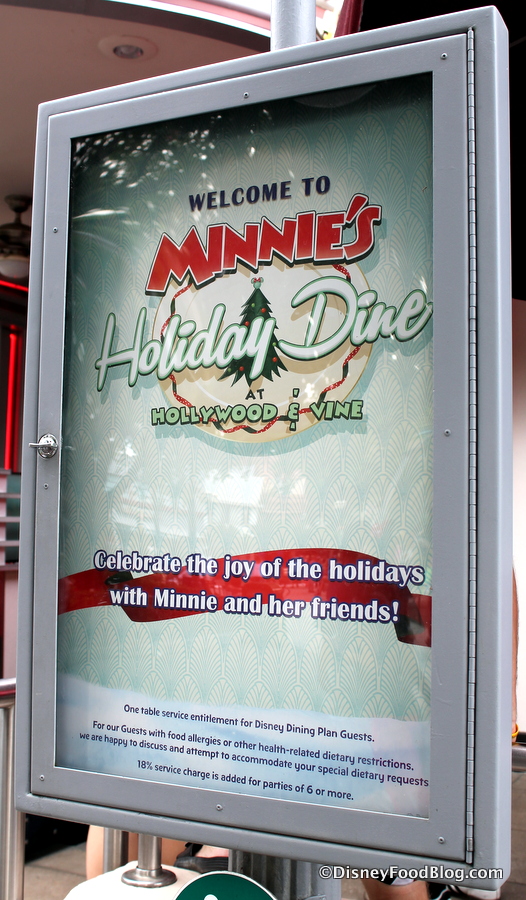 WELCOME TO
MINNIE'S
Holiday Dine
AT
HOLLYWOOD & VINE
Celebrate the joy of the holidays
with Minnie and her friends!
One table service entitlement for Disney Dining Plan Guests.
For our Guests with food allergies or other health-related dietary restrictions,
we are happy to discuss and attempt to accommodate your special dietary requests
18% service charge is added for parties of 6 or more.
©DisneyFoodBlog.com